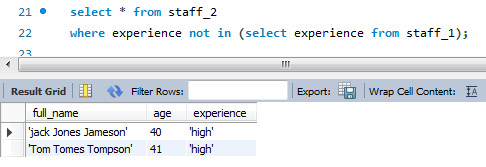 21 select * from staff_2
22 where experience not in (select experience from staff_1);
23
Result Grid Filter Rows: Export: Wrap Cell Content: IA
full_name age experience
'jack Jones Jameson' 40 'high'
'Tom Tomes Tompson' 41 'high'